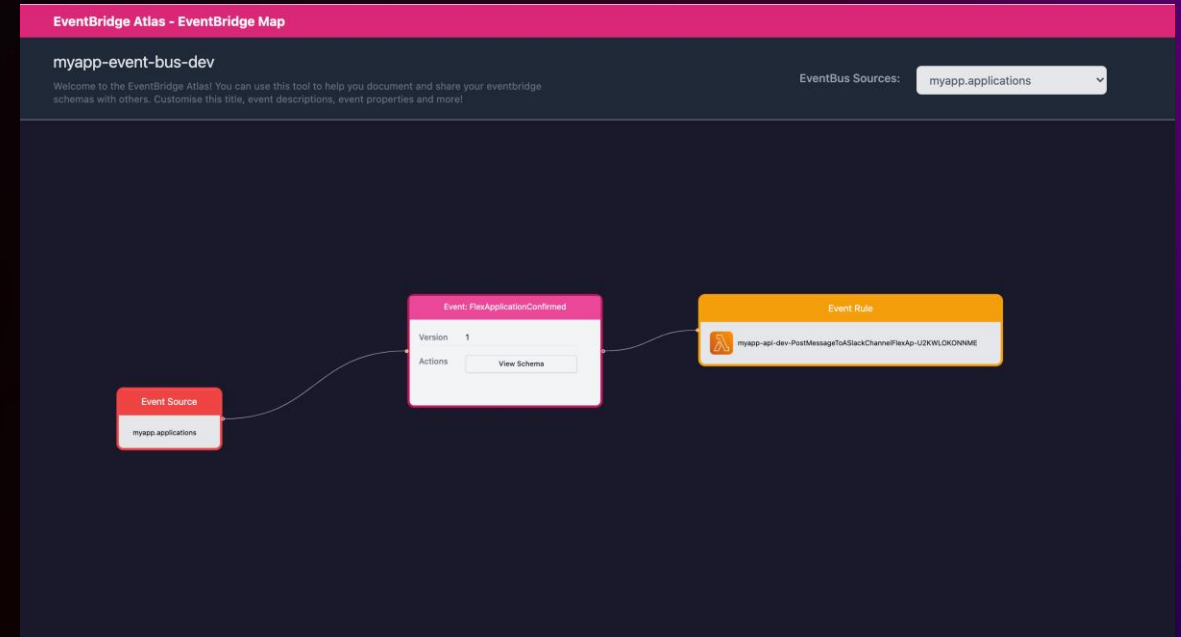 EventBridge Atlas - EventBridge Map
myapp-event-bus-dev
Welcome to the EventBridge Atlas! You can use this tool to help you document and share your eventbridge
schemas with others. Customise this title, event descriptions, event properties and more!
EventBus Sources:
myapp.applications
Event Source
myapp.applications
Event: FlexApplicationConfirmed
Version 1
Actions View Schema
Event Rule
myapp-api-dev-PostMessageToASlackChannelFlexAp-U2KWLOKONNME